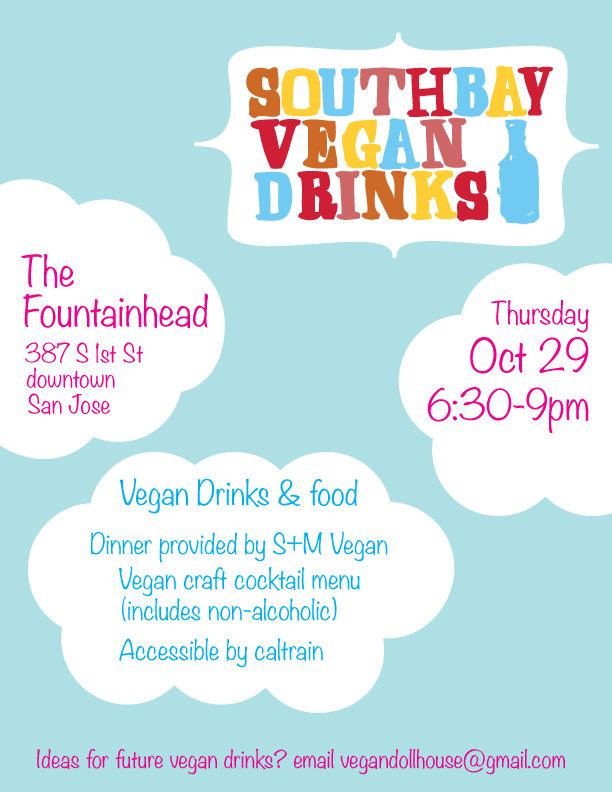 SOUTHBAY
VEGAN
DRINKS
The
Fountainhead
387 S 1st St
downtown
San Jose
Thursday
Oct 29
6:30-9pm
Vegan Drinks & food
Dinner provided by S+M Vegan
Vegan craft cocktail menu
(includes non-alcoholic)
Accessible by caltrain
Ideas for future vegan drinks? email vegandollhouse@gmail.com